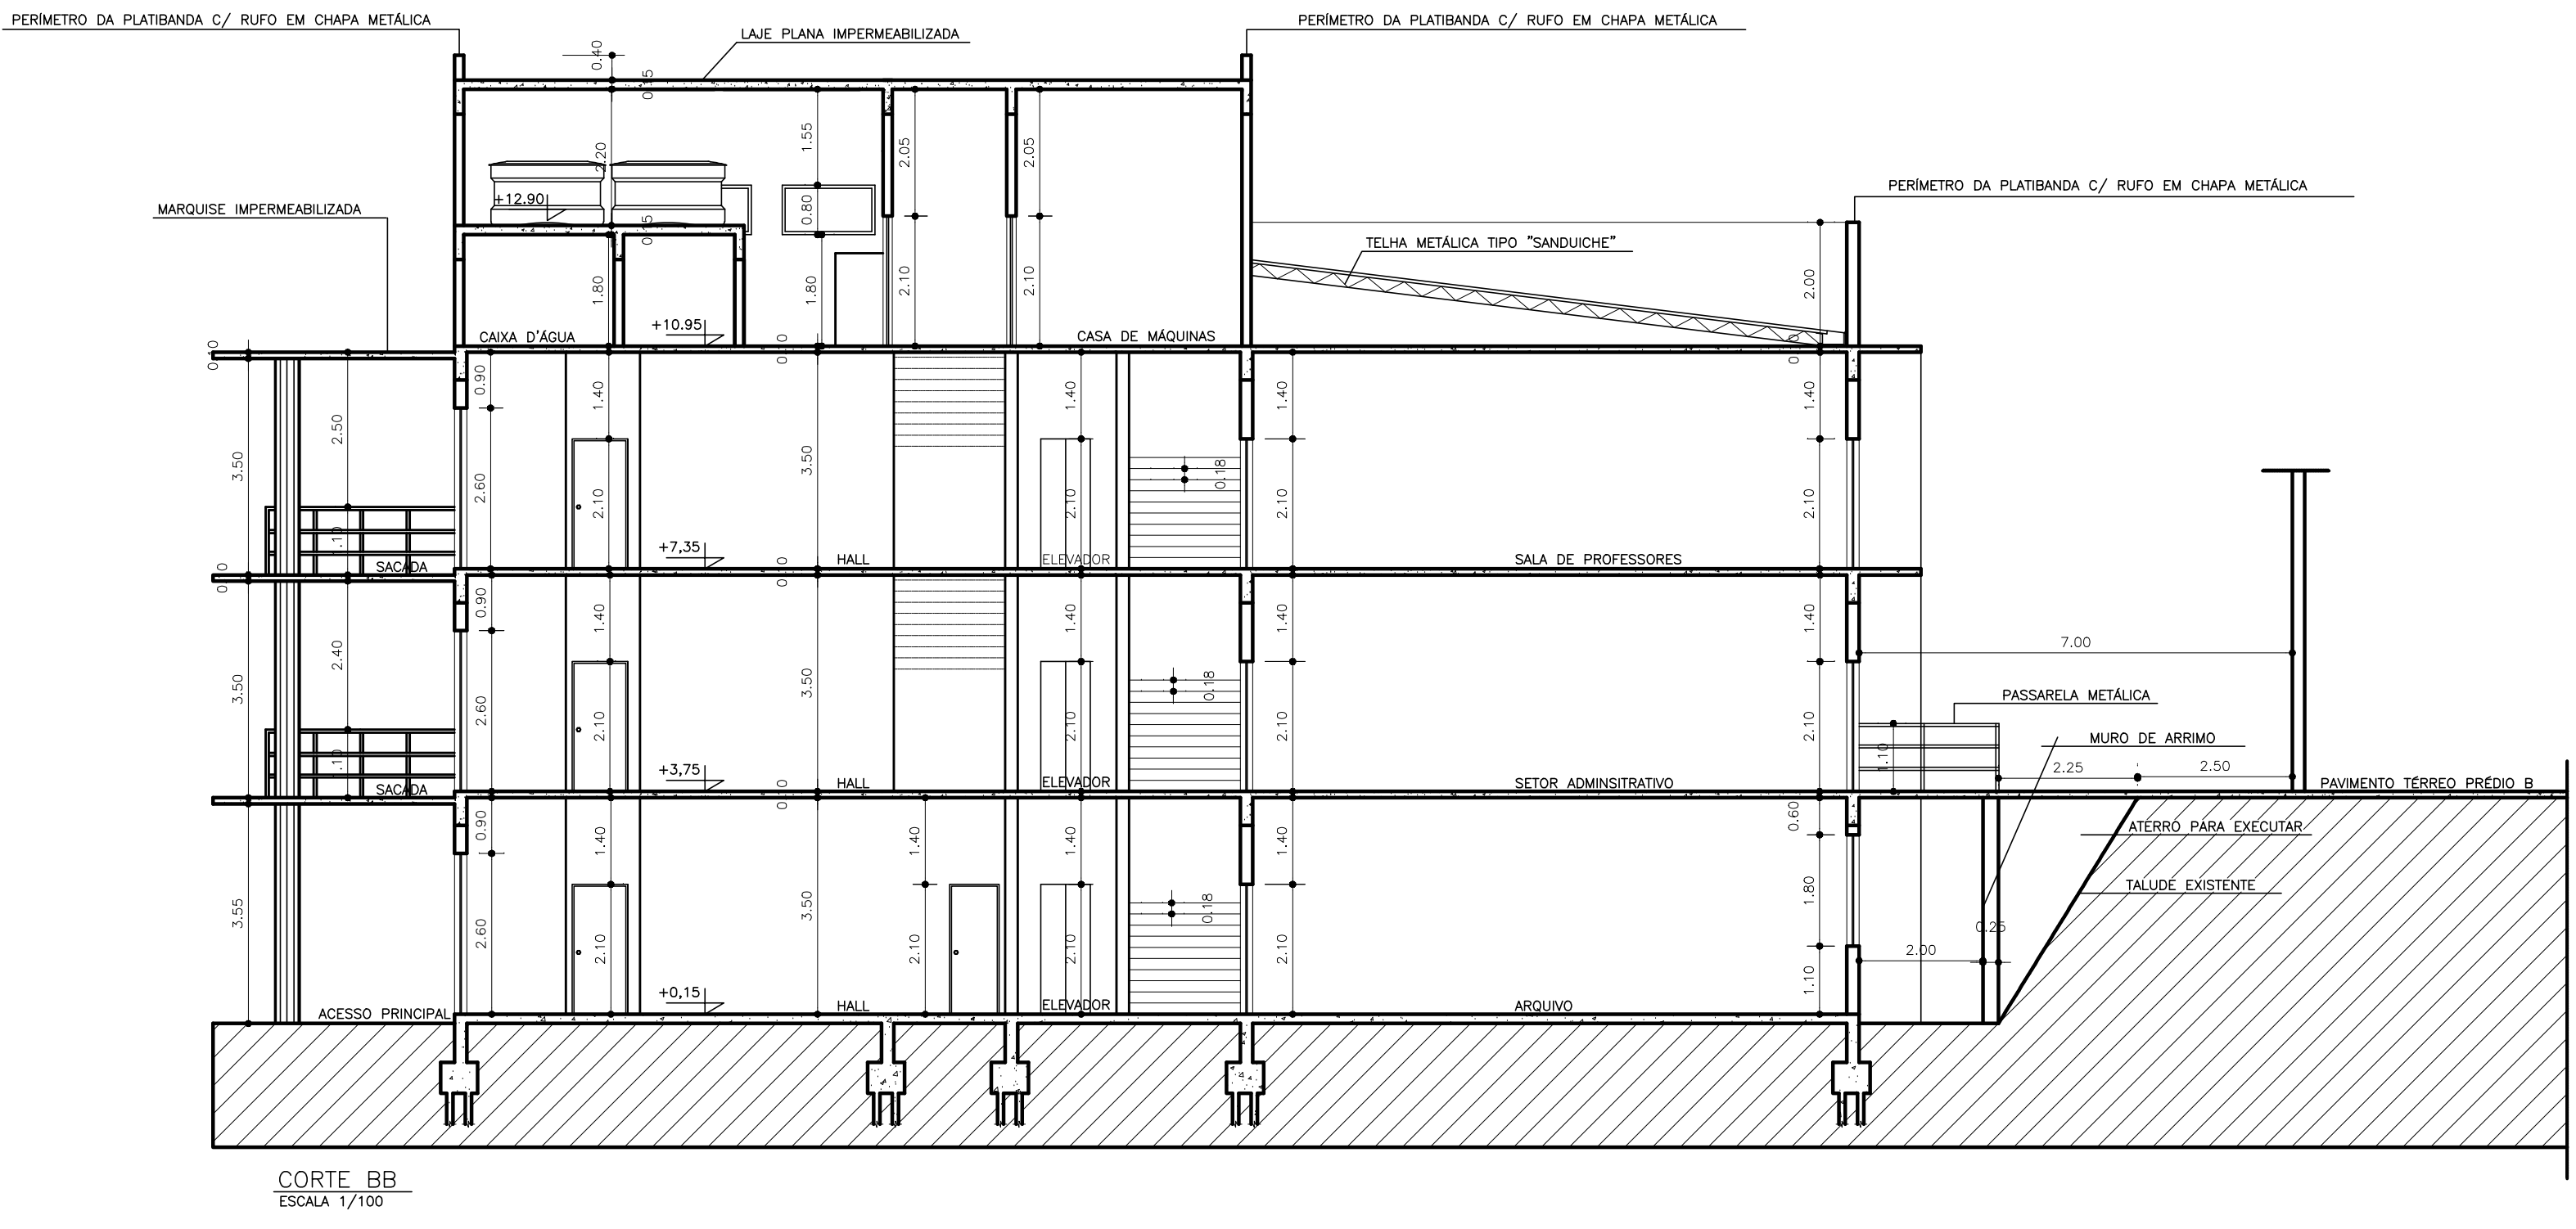 PERÍMETRO DA PLATIBANDA C/ RUFO EM CHAPA METÁLICA
PERÍMETRO DA PLATIBANDA C/ RUFO EM CHAPA METÁLICA
LAJE PLANA IMPERMEABILIZADA
0.40
0.15
1.55
2.05
2.05
2.20
PERÍMETRO DA PLATIBANDA C/ RUFO EM CHAPA METÁLICA
MARQUISE IMPERMEABILIZADA
+12.90
0.80
TELHA METÁLICA TIPO "SANDUICHE"
2.10
2.10
1.80
1.80
2.00
+10.95
CAIXA D'ÁGUA
CASA DE MÁQUINAS
0.10
0.90
1.40
1.40
1.40
1.40
2.50
3.50
3.50
2.60
2.10
2.10
0.18
2.10
2.10
+7,35
SACADA
HALL
ELEVADOR
SALA DE PROFESSORES
0.90
1.40
1.40
1.40
1.40
2.40
7.00
3.50
3.50
2.60
2.10
2.10
0.18
2.10
2.10
PASSARELA METÁLICA
MURO DE ARRIMO
1.10
2.25
2.50
+3,75
SACADA
HALL
ELEVADOR
SETOR ADMINSITRATIVO
PAVIMENTO TÉRREO PRÉDIO B
0.60
0.90
1.40
1.40
1.40
1.40
ATERRO PARA EXECUTAR
TALUDE EXISTENTE
3.55
3.50
1.80
2.60
2.10
2.10
2.10
0.18
2.10
0.25
2.00
1.10
+0,15
ACESSO PRINCIPAL
HALL
ELEVADOR
ARQUIVO
CORTE BB
ESCALA 1/100